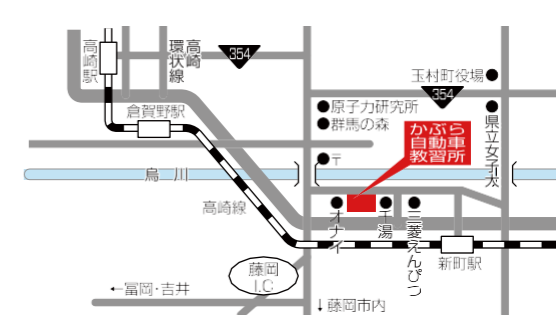 高崎駅
高崎
環状線
354
玉村町役場
354
倉賀野駅
原子力研究所
群馬の森
かぶら
自動車
教習所
県立女子大
〒
烏川
高崎線
オナイ
千湯
三菱えんぴつ
新町駅
藤岡
I.C
←冨岡・吉井
↓藤岡市内